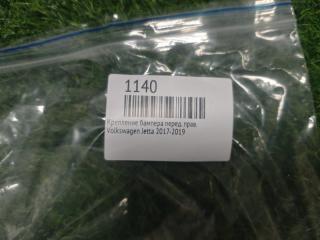 1140
Крепление бампера перед. прав.
Volkswagen Jetta 2017-2019